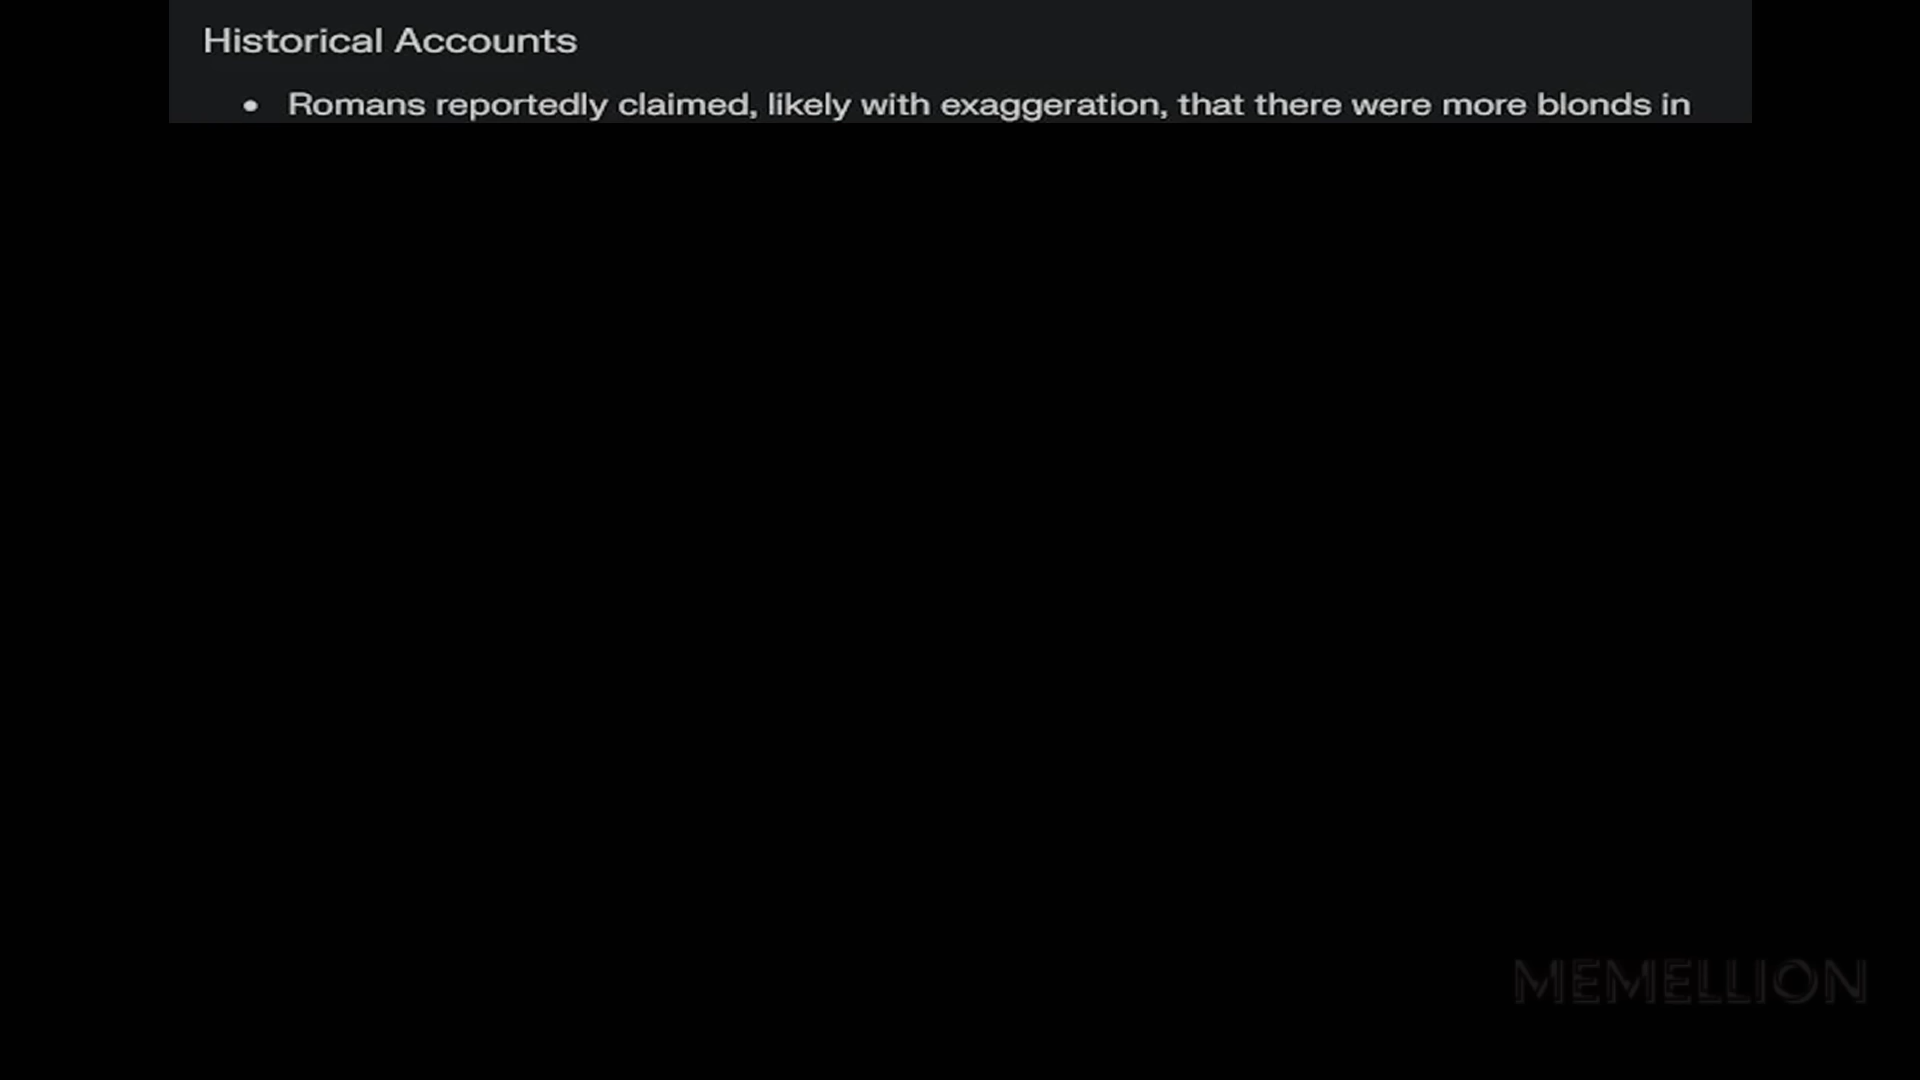 Historical Accounts
• Romans reportedly claimed, likely with exaggeration, that there were more blonds in
MEMELLION